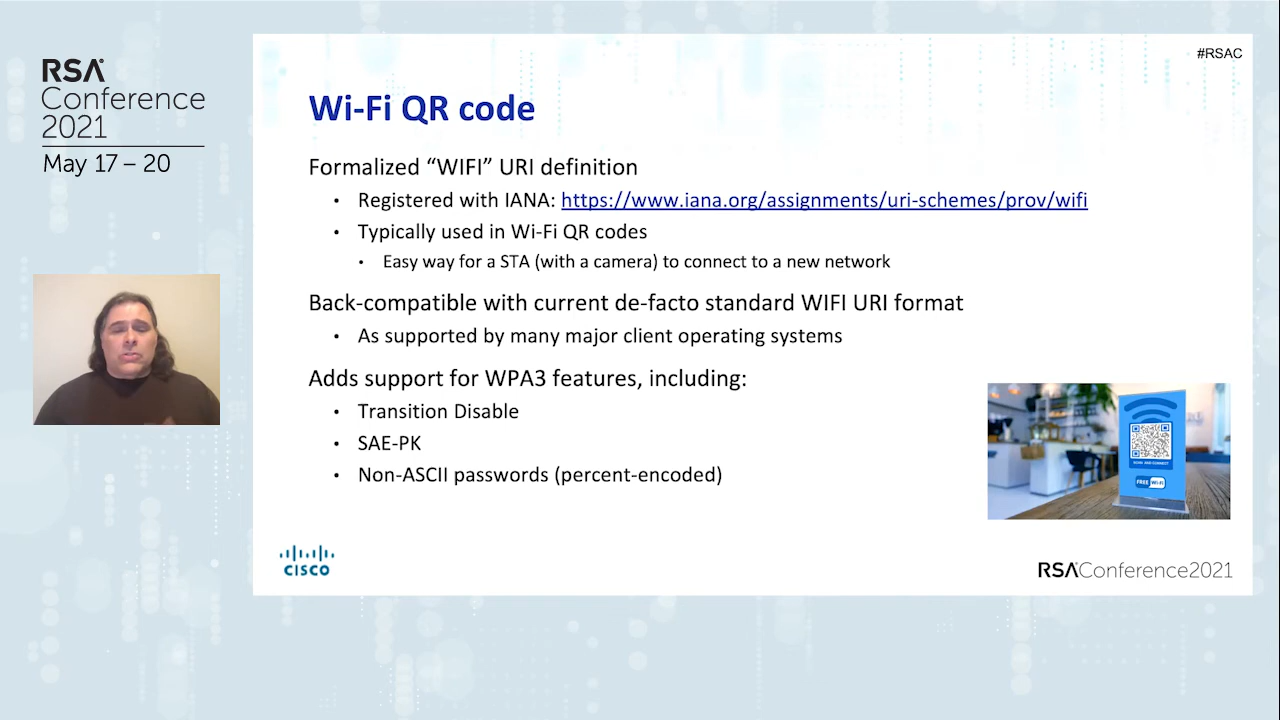 RSA
Conference
2021
May 17 – 20
#RSAC
Wi-Fi QR code
Formalized “WIFI” URI definition
• Registered with IANA: https://www.iana.org/assignments/uri-schemes/prov/wifi
• Typically used in Wi-Fi QR codes
• Easy way for a STA (with a camera) to connect to a new network
Back-compatible with current de-facto standard WIFI URI format
• As supported by many major client operating systems
Adds support for WPA3 features, including:
• Transition Disable
• SAE-PK
• Non-ASCII passwords (percent-encoded)
SCAN AND CONNECT
FREE Wi-Fi
CISCO
RSAConference2021